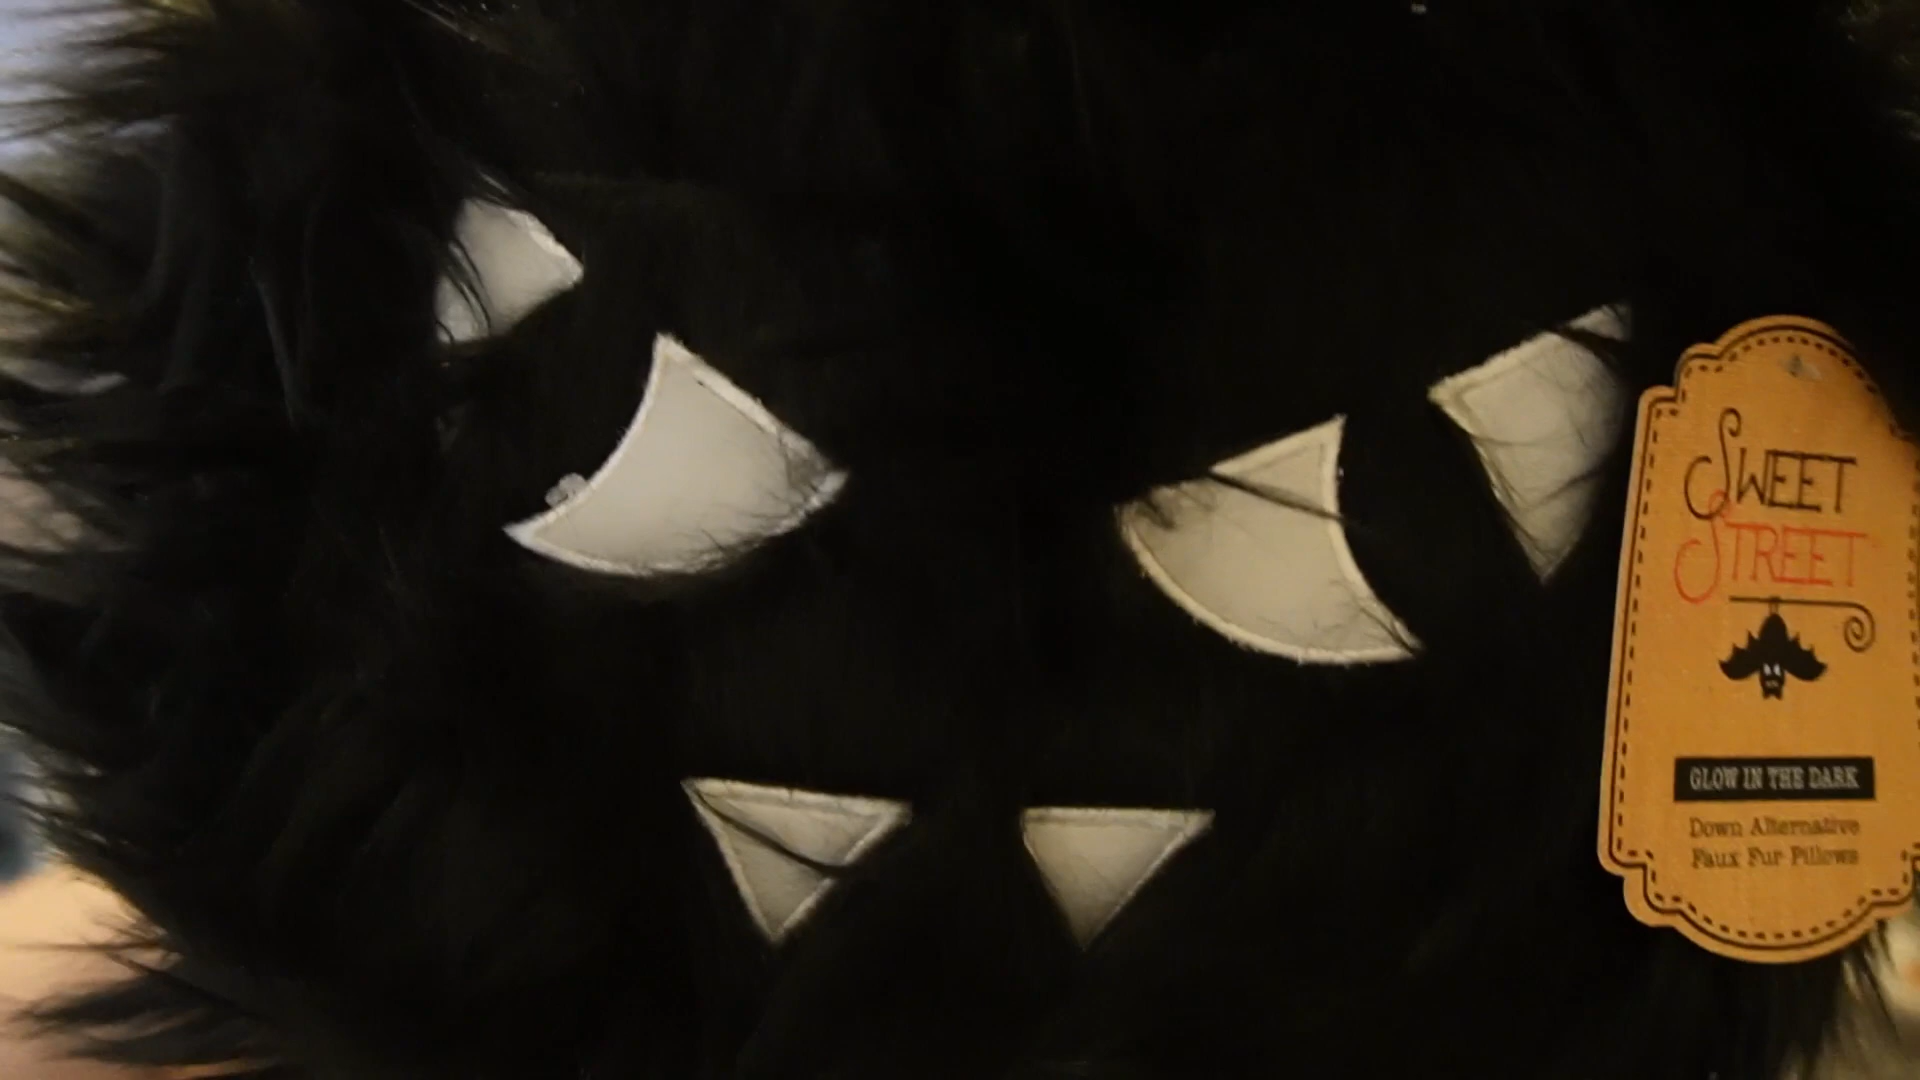 SWEET
STREET
GLOW IN THE DARK
Down Alternative
Faux Fur Pillows